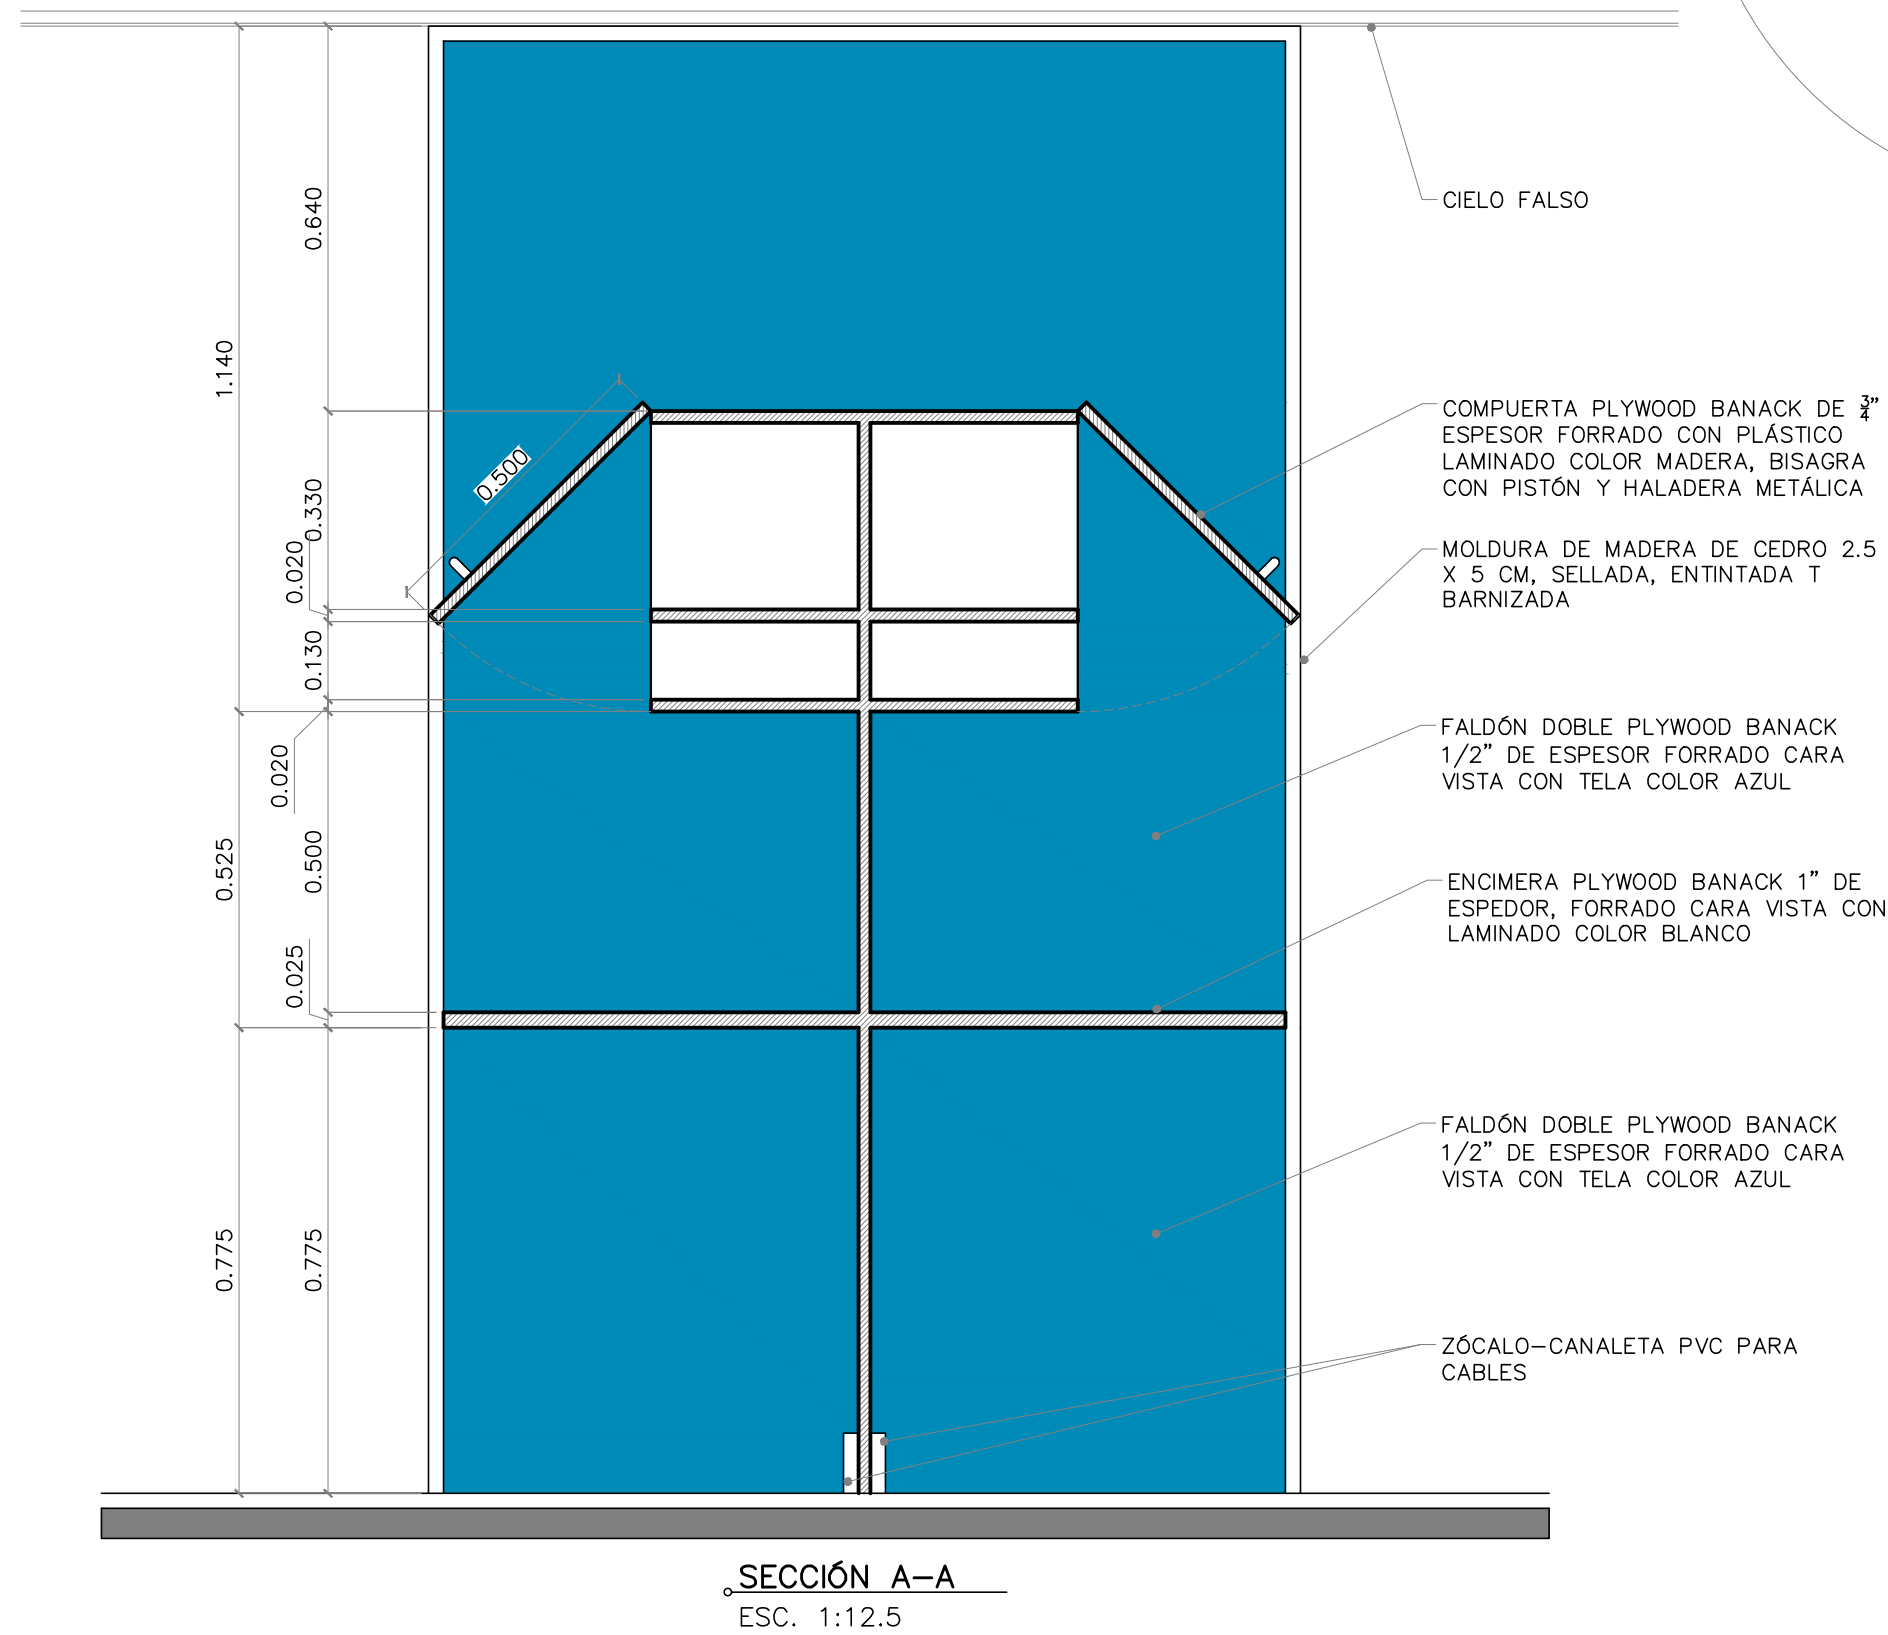 CIELO FALSO
COMPUERTA PLYWOOD BANACK DE 3/4"
ESPESOR FORRADO CON PLÁSTICO
LAMINADO COLOR MADERA, BISAGRA
CON PISTÓN Y HALADERA METÁLICA
MOLDURA DE MADERA DE CEDRO 2.5
X 5 CM, SELLADA, ENTINTADA T
BARNIZADA
FALDÓN DOBLE PLYWOOD BANACK
1/2" DE ESPESOR FORRADO CARA
VISTA CON TELA COLOR AZUL
ENCIMERA PLYWOOD BANACK 1" DE
ESPEDOR, FORRADO CARA VISTA CON
LAMINADO COLOR BLANCO
FALDÓN DOBLE PLYWOOD BANACK
1/2" DE ESPESOR FORRADO CARA
VISTA CON TELA COLOR AZUL
ZÓCALO-CANALETA PVC PARA
CABLES
1.140
0.525
0.775
0.640
0.330
0.020
0.130
0.020
0.500
0.025
0.775
0.500
SECCIÓN A-A
ESC. 1:12.5